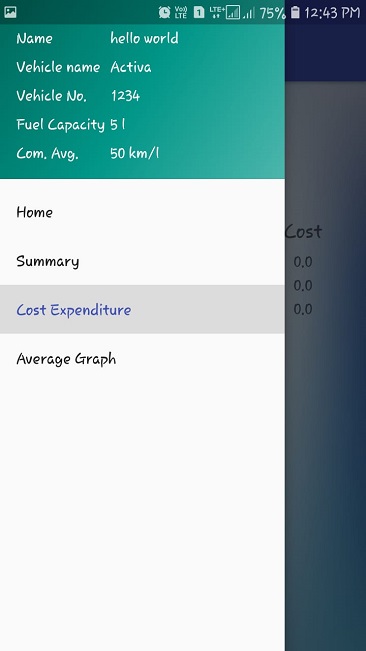 Vo)) LTE 1 LTE+ 75% 12:43 PM
Name hello world
Vehicle name Activa
Vehicle No. 1234
Fuel Capacity 5 l
Com. Avg. 50 km/l
Home
Summary
Cost Expenditure
Average Graph
Cost
0.0
0.0
0.0